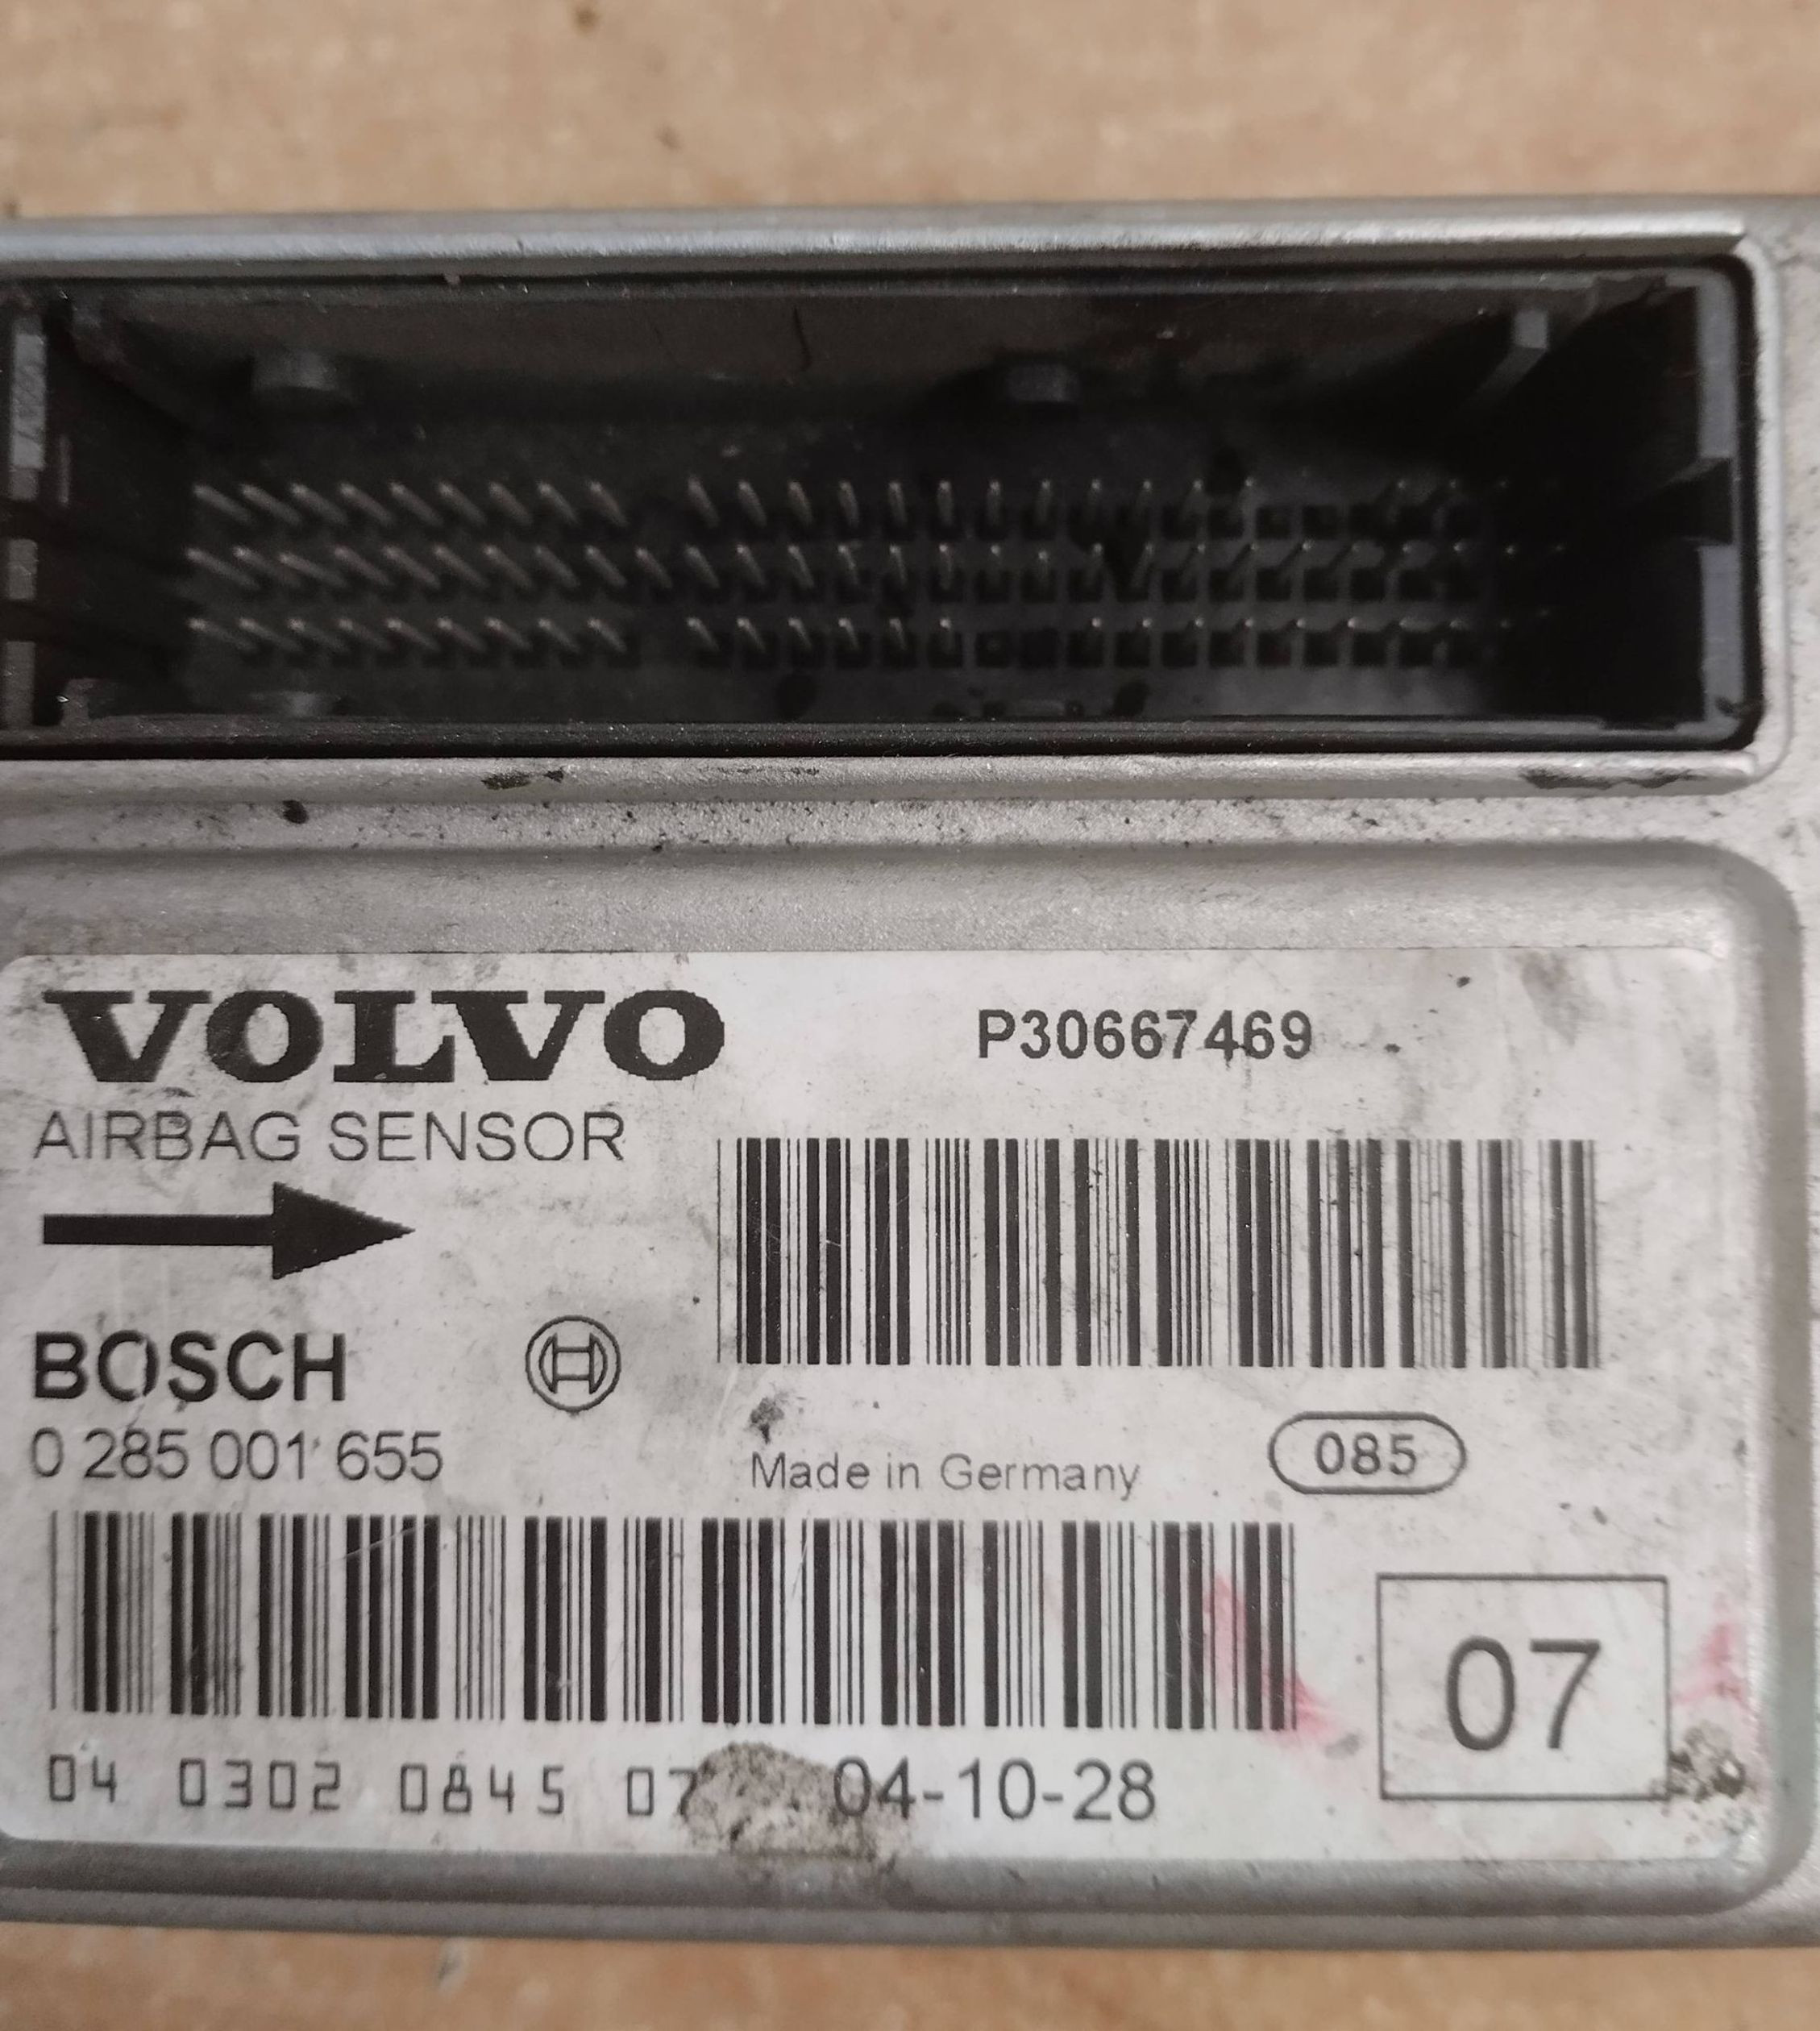 VOLVO
P30667469
AIRBAG SENSOR
BOSCH
0 285 001 655
Made in Germany
085
07
04 0302 0845 07
04-10-28